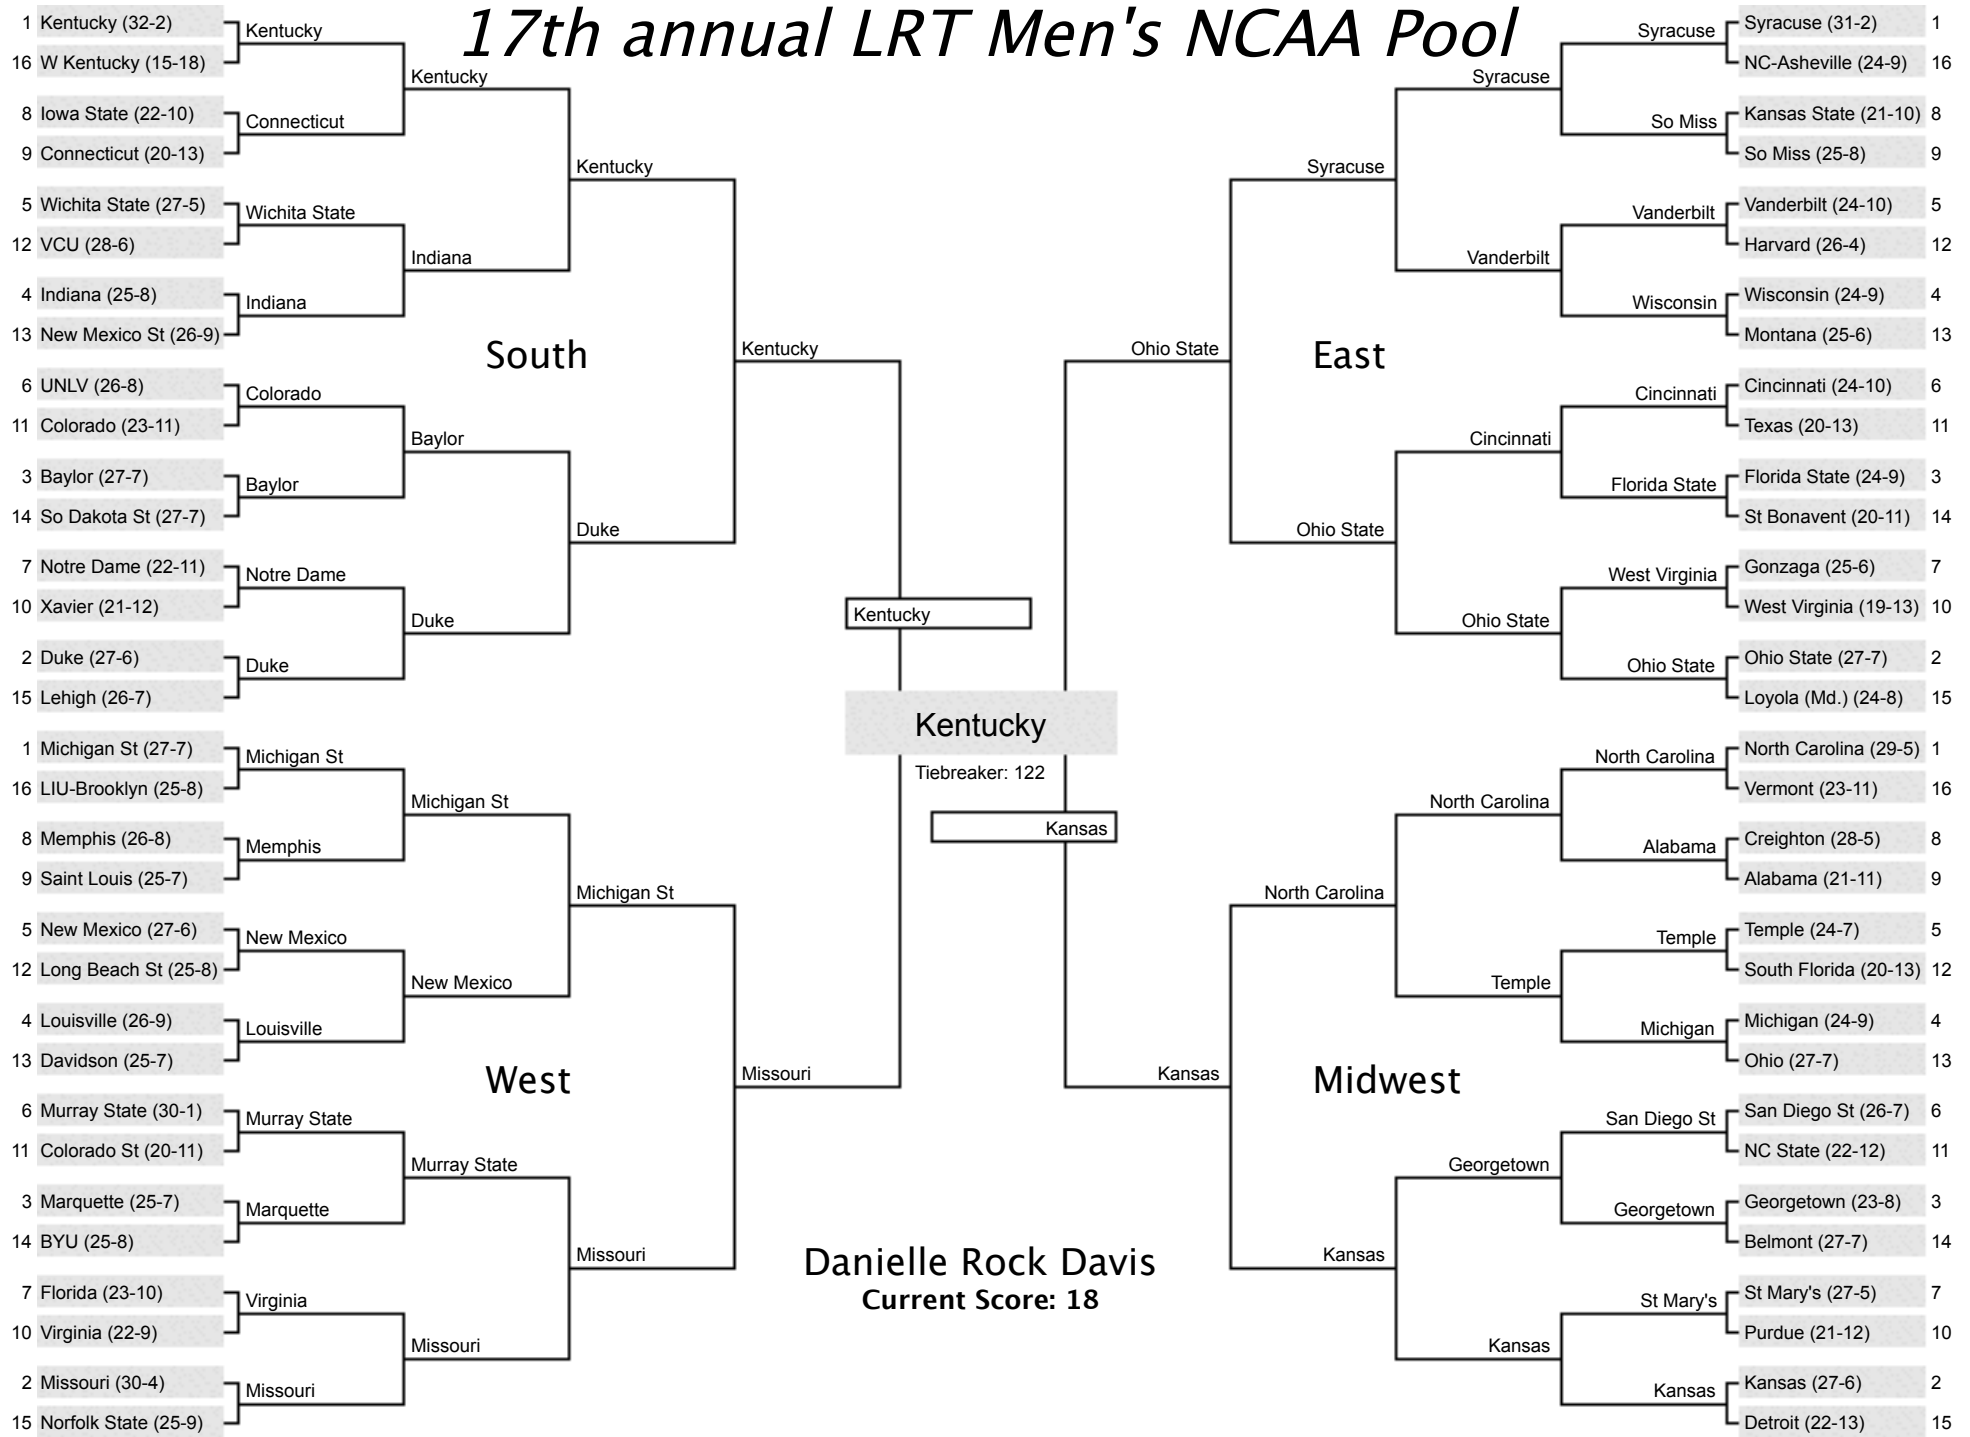 17th annual LRT Men's NCAA Pool
1 Kentucky (32-2)
16 W Kentucky (15-18)
8 Iowa State (22-10)
9 Connecticut (20-13)
5 Wichita State (27-5)
12 VCU (28-6)
4 Indiana (25-8)
13 New Mexico St (26-9)
6 UNLV (26-8)
11 Colorado (23-11)
3 Baylor (27-7)
14 So Dakota St (27-7)
7 Notre Dame (22-11)
10 Xavier (21-12)
2 Duke (27-6)
15 Lehigh (26-7)
Kentucky
Connecticut
Wichita State
Indiana
Colorado
Baylor
Notre Dame
Duke
Kentucky
Indiana
Baylor
Duke
Kentucky
Duke
South
Kentucky
1 Michigan St (27-7)
16 LIU-Brooklyn (25-8)
8 Memphis (26-8)
9 Saint Louis (25-7)
5 New Mexico (27-6)
12 Long Beach St (25-8)
4 Louisville (26-9)
13 Davidson (25-7)
6 Murray State (30-1)
11 Colorado St (20-11)
3 Marquette (25-7)
14 BYU (25-8)
7 Florida (23-10)
10 Virginia (22-9)
2 Missouri (30-4)
15 Norfolk State (25-9)
Michigan St
Memphis
New Mexico
Louisville
Murray State
Marquette
Virginia
Missouri
Michigan St
New Mexico
Murray State
Missouri
Michigan St
Missouri
West
Missouri
Kentucky
Kentucky
Tiebreaker: 122
Kansas
Danielle Rock Davis
Current Score: 18
Syracuse (31-2) 1
NC-Asheville (24-9) 16
Kansas State (21-10) 8
So Miss (25-8) 9
Vanderbilt (24-10) 5
Harvard (26-4) 12
Wisconsin (24-9) 4
Montana (25-6) 13
Cincinnati (24-10) 6
Texas (20-13) 11
Florida State (24-9) 3
St Bonavent (20-11) 14
Gonzaga (25-6) 7
West Virginia (19-13) 10
Ohio State (27-7) 2
Loyola (Md.) (24-8) 15
Syracuse
So Miss
Vanderbilt
Wisconsin
Cincinnati
Florida State
West Virginia
Ohio State
Syracuse
Vanderbilt
Cincinnati
Ohio State
Syracuse
Ohio State
East
Ohio State
North Carolina (29-5) 1
Vermont (23-11) 16
Creighton (28-5) 8
Alabama (21-11) 9
Temple (24-7) 5
South Florida (20-13) 12
Michigan (24-9) 4
Ohio (27-7) 13
San Diego St (26-7) 6
NC State (22-12) 11
Georgetown (23-8) 3
Belmont (27-7) 14
St Mary's (27-5) 7
Purdue (21-12) 10
Kansas (27-6) 2
Detroit (22-13) 15
North Carolina
Alabama
Temple
Michigan
San Diego St
Georgetown
St Mary's
Kansas
North Carolina
Temple
Georgetown
Kansas
North Carolina
Kansas
Midwest
Kansas